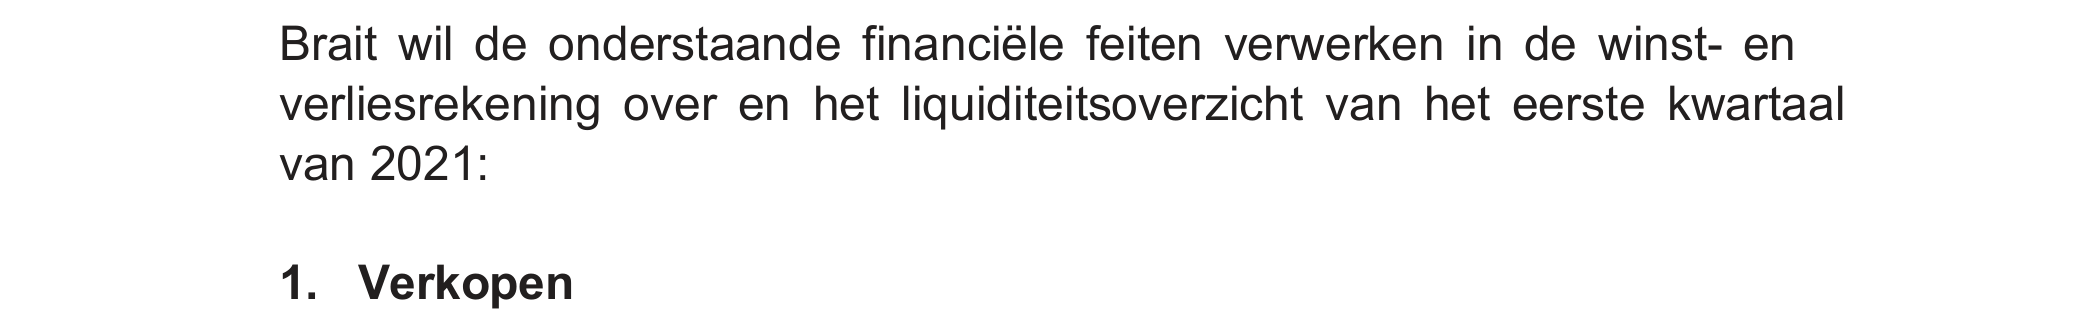 Brait wil de onderstaande financiële feiten verwerken in de winst- en
verliesrekening over en het liquiditeitsoverzicht van het eerste kwartaal
van 2021:
1. Verkopen